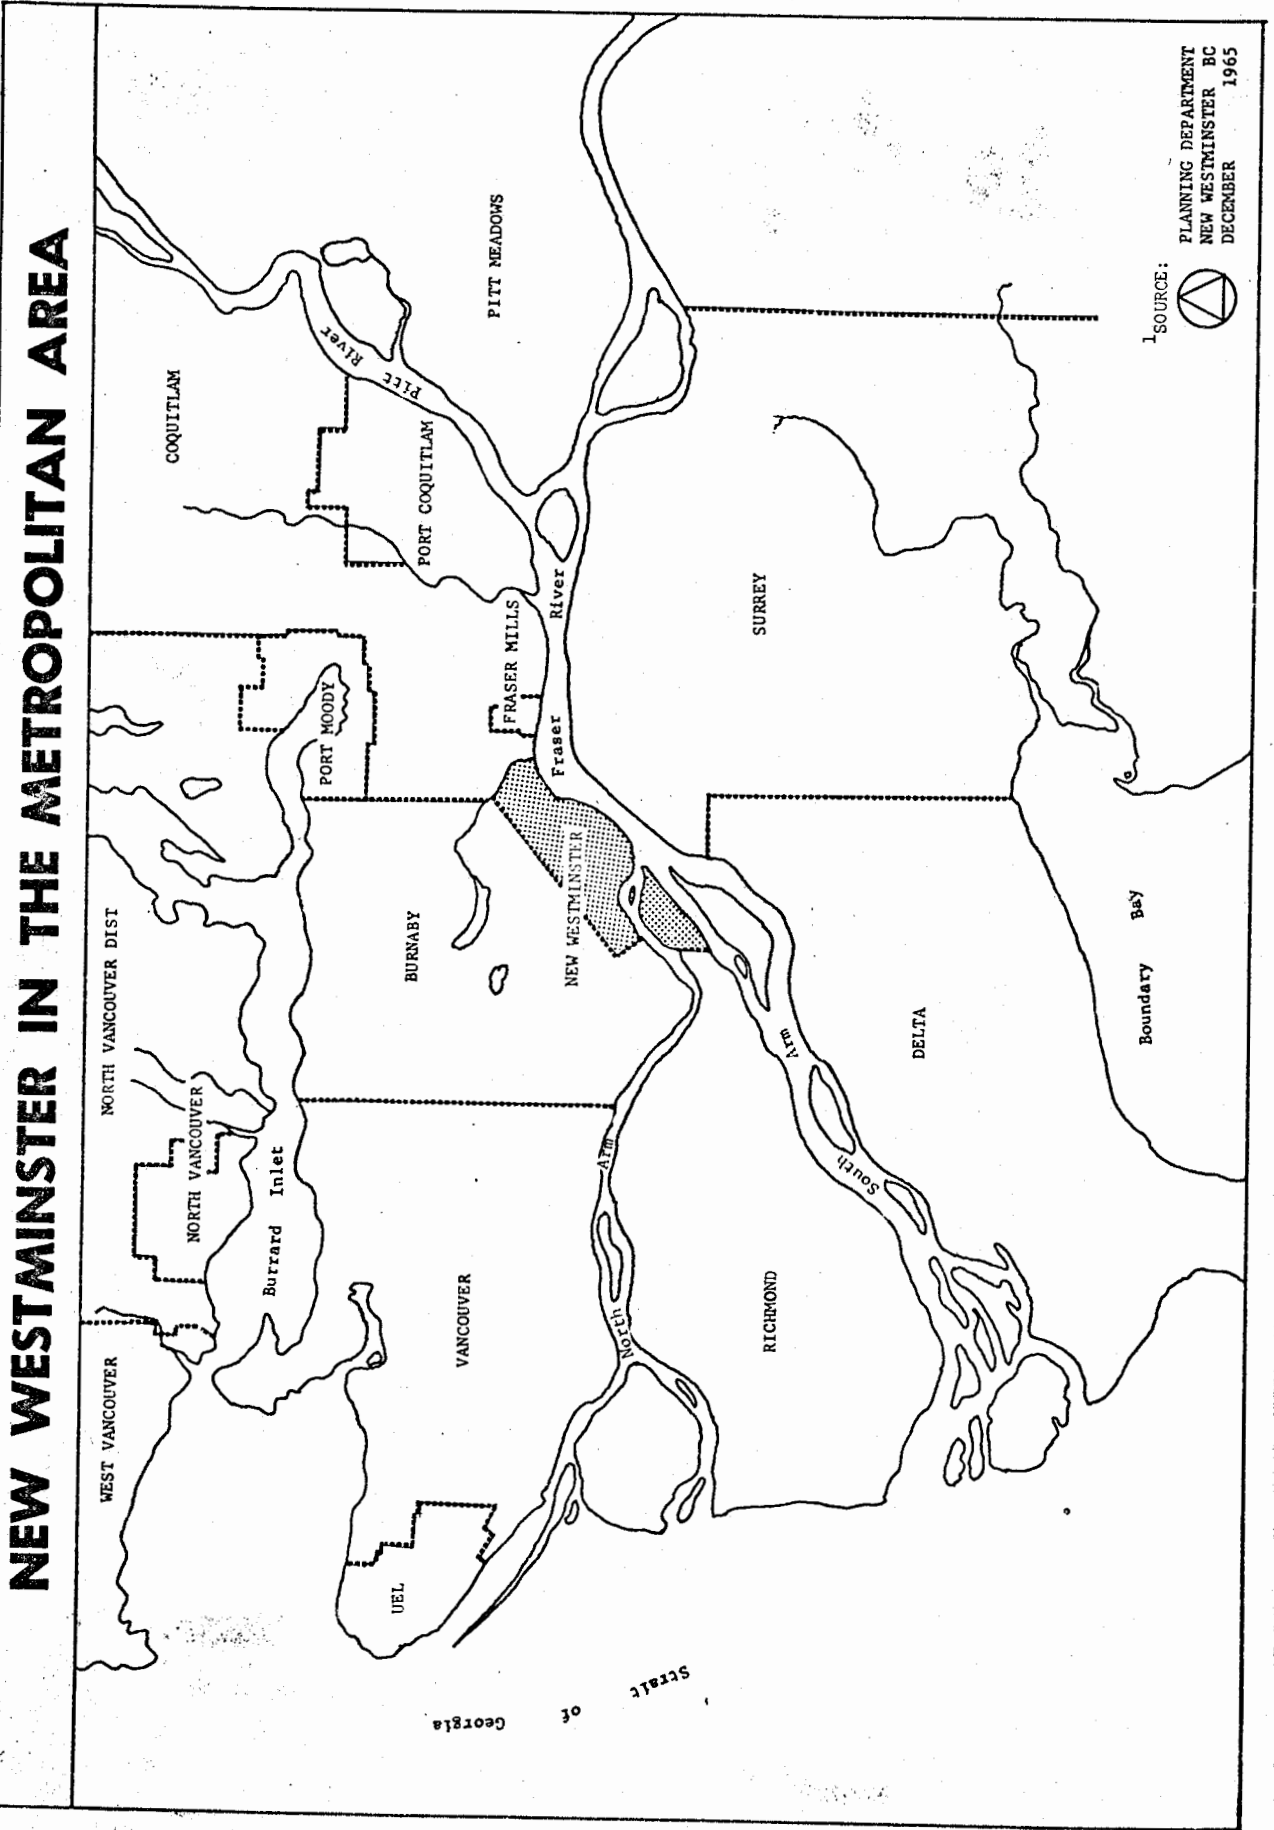 NEW WESTMINSTER IN THE METROPOLITAN AREA
WEST VANCOUVER
NORTH VANCOUVER DIST
NORTH VANCOUVER
COQUITLAM
Burrard Inlet
PORT MOODY
Pitt River
UEL
VANCOUVER
BURNABY
PORT COQUITLAM
PITT MEADOWS
FRASER MILLS
NEW WESTMINSTER
Fraser River
North Arm
Strait of Georgia
RICHMOND
South Arm
SURREY
DELTA
Boundary Bay
1SOURCE:
PLANNING DEPARTMENT
NEW WESTMINSTER BC
DECEMBER 1965